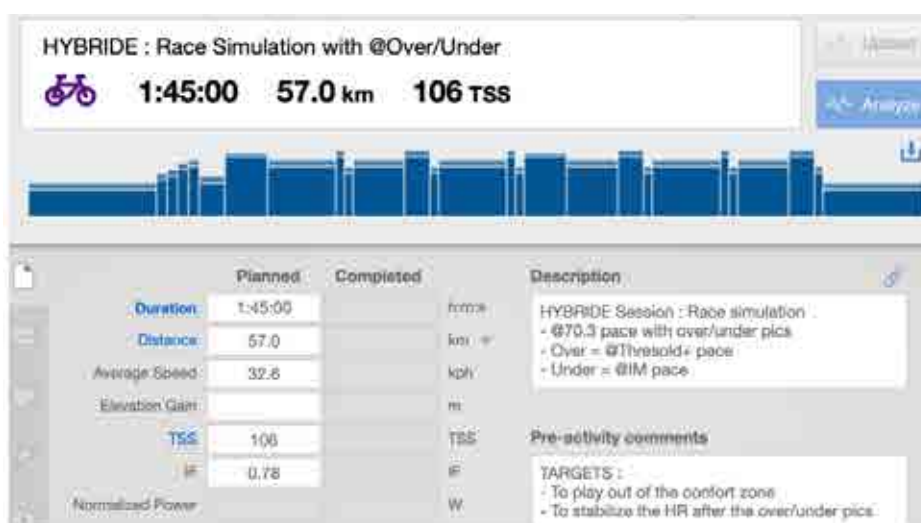 HYBRIDE : Race Simulation with @Over/Under
1:45:00 57.0 km 106 TSS
Analyze
Planned Completed
Duration 1:45:00 h:m:s
Distance 57.0 km
Average Speed 32.6 kph
Elevation Gain m
TSS 106 TSS
IF 0.78 IF
Normalized Power W
Description
HYBRIDE Session : Race simulation
- @70.3 pace with over/under pics
- Over = @Thresold+ pace
- Under = @IM pace
Pre-activity comments
TARGETS :
- To play out of the confort zone
- To stabilize the HR after the over/under pics